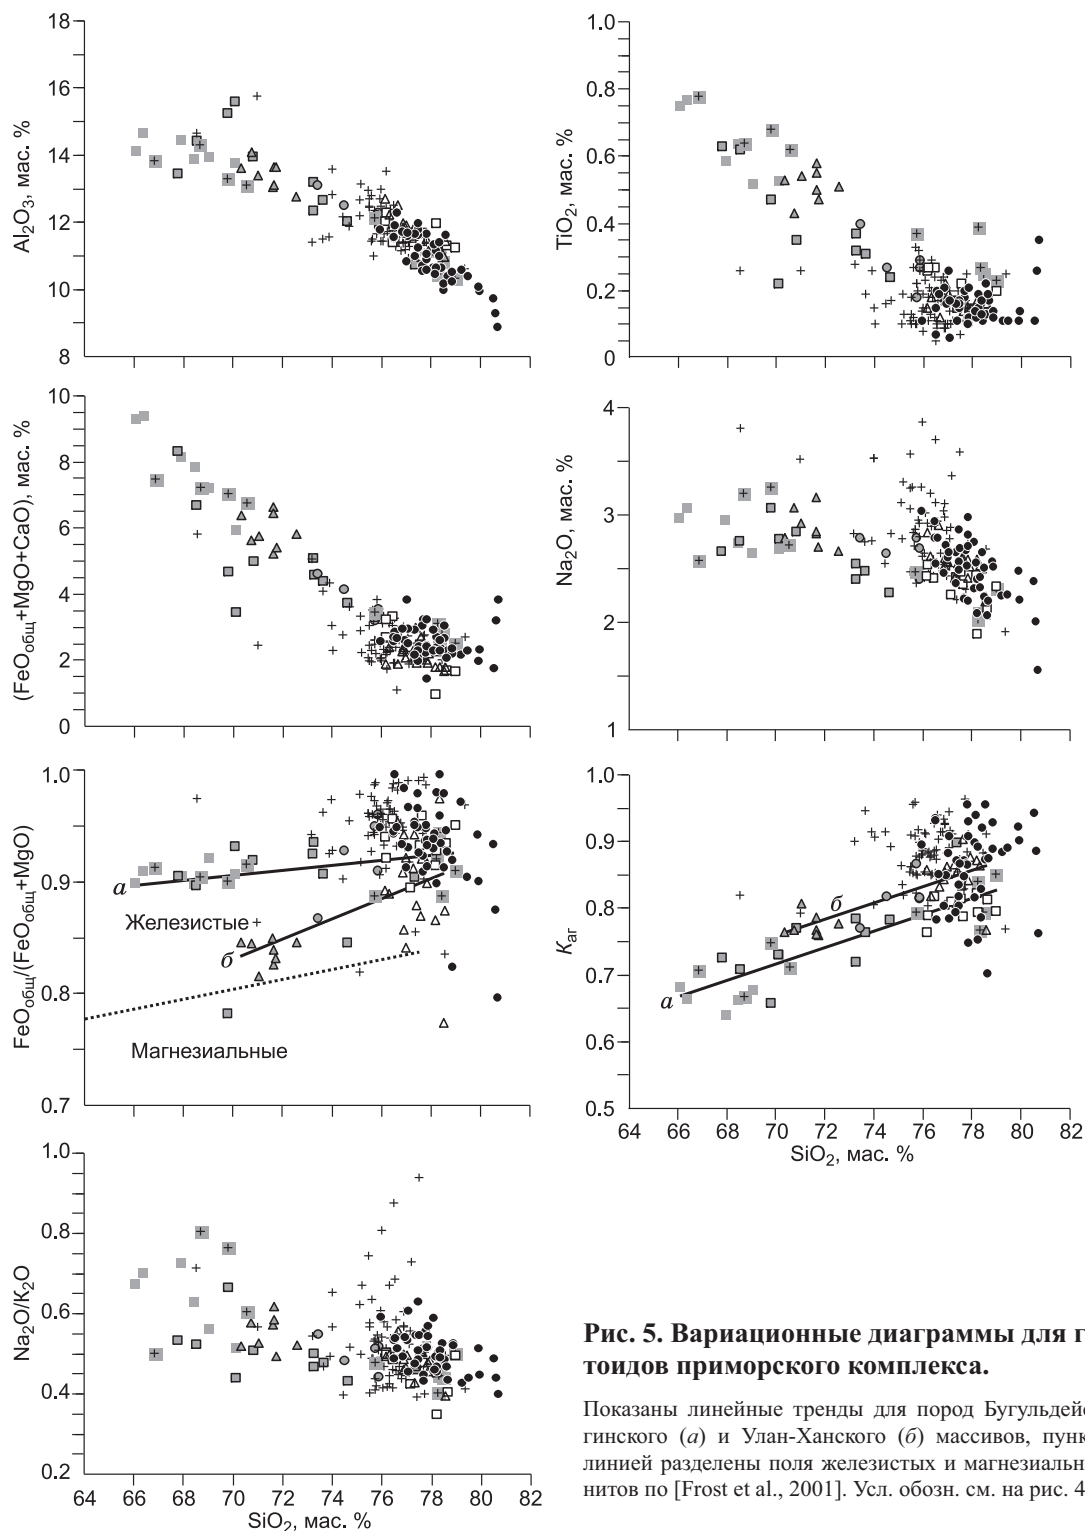 18
16
14
12
10
8
Al2O3, мас. %
1.0
0.8
0.6
0.4
0.2
0
TiO2, мас. %
10
8
6
4
2
0
(FeOобщ+MgO+CaO), мас. %
4
3
2
1
Na2O, мас. %
1.0
0.9
0.8
0.7
FeOобщ/(FeOобщ+MgO)
а
Железистые
б
Магнезиальные
1.0
0.9
0.8
0.7
0.6
0.5
Kаг
б
а
64 66 68 70 72 74 76 78 80 82
SiO2, мас. %
1.0
0.8
0.6
0.4
0.2
Na2O/K2O
64 66 68 70 72 74 76 78 80 82
SiO2, мас. %
Рис. 5. Вариационные диаграммы для г
тоидов приморского комплекса.
Показаны линейные тренды для пород Бугульдей
гинского (а) и Улан-Ханского (б) массивов, пунк
линией разделены поля железистых и магнезиальн
нитов по [Frost et al., 2001]. Усл. обозн. см. на рис. 4